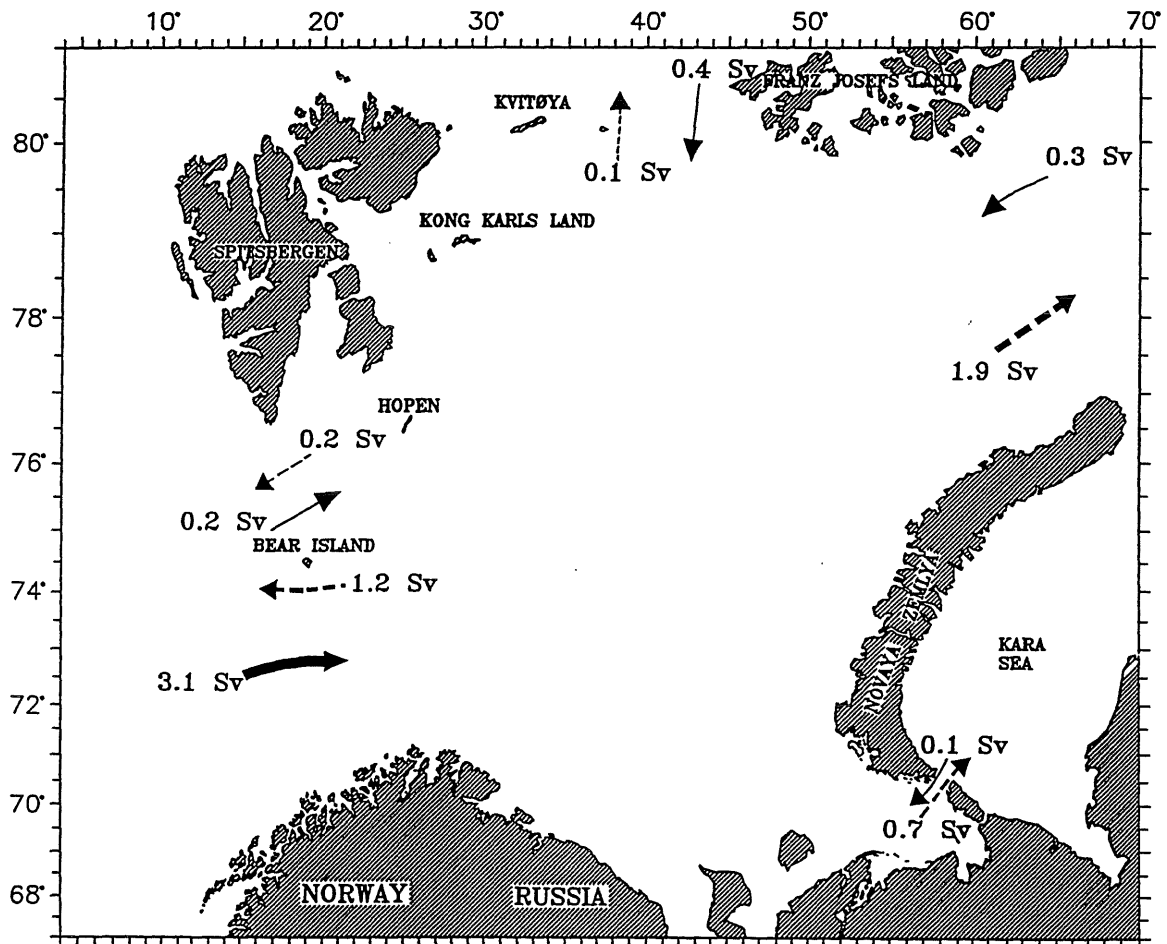 10° 20° 30° 40° 50° 60° 70°
0.4 Sv
FRANZ JOSEFS LAND
KVITØYA
80°
0.1 Sv
0.3 Sv
KONG KARLS LAND
SPITSBERGEN
78°
1.9 Sv
HOPEN
0.2 Sv
76°
0.2 Sv
BEAR ISLAND
74°
1.2 Sv
NOVAYA ZEMLYA
KARA
SEA
3.1 Sv
72°
0.1 Sv
70°
0.7 Sv
68°
NORWAY
RUSSIA